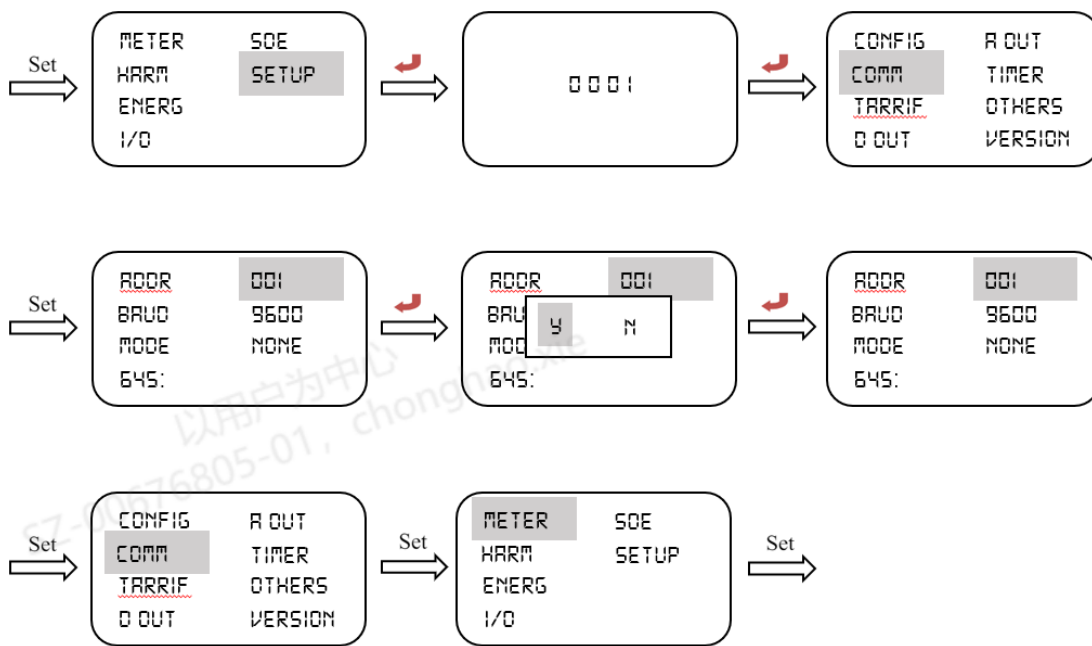 Set
METER SOE
HARM SETUP
ENERG
I/O
0001
CONFIG A OUT
COMM TIMER
TARRIF OTHERS
D OUT VERSION
Set
ADDR 001
BAUD 9600
MODE NONE
645:
ADDR 001
BAU
Y N
MOD
645:
ADDR 001
BAUD 9600
MODE NONE
645:
以用户为中心
SZ-00676805-01, chonghao.xie
Set
CONFIG A OUT
COMM TIMER
TARRIF OTHERS
D OUT VERSION
Set
METER SOE
HARM SETUP
ENERG
I/O
Set